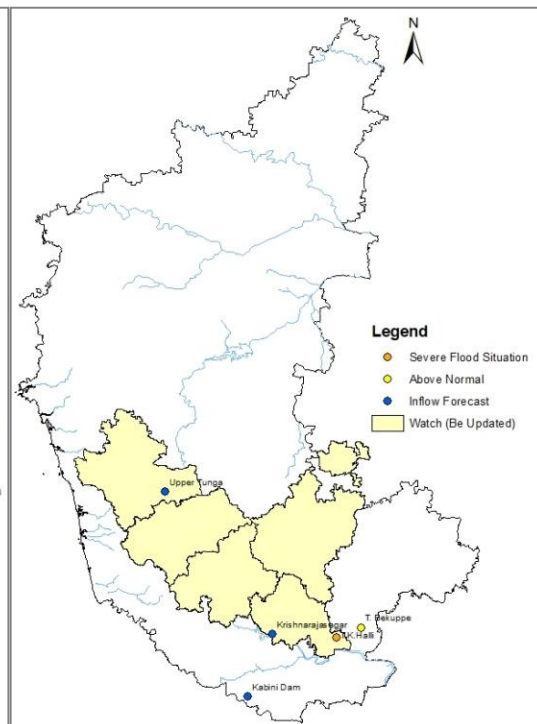 N
Legend
Severe Flood Situation
Above Normal
Inflow Forecast
Watch (Be Updated)
Upper Tunga
T. Bekuppe
Krishnarajasagar
T.K.Halli
Kabini Dam